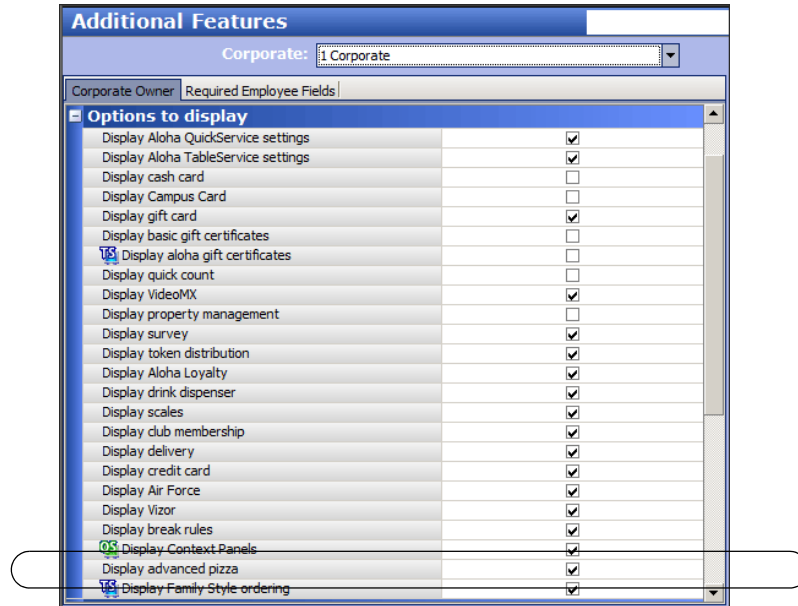 Additional Features
Corporate: 1 Corporate
Corporate Owner Required Employee Fields
Options to display
Display Aloha QuickService settings
Display Aloha TableService settings
Display cash card
Display Campus Card
Display gift card
Display basic gift certificates
TS Display aloha gift certificates
Display quick count
Display VideoMX
Display property management
Display survey
Display token distribution
Display Aloha Loyalty
Display drink dispenser
Display scales
Display club membership
Display delivery
Display credit card
Display Air Force
Display Vizor
Display break rules
QS Display Context Panels
Display advanced pizza
TS Display Family Style ordering